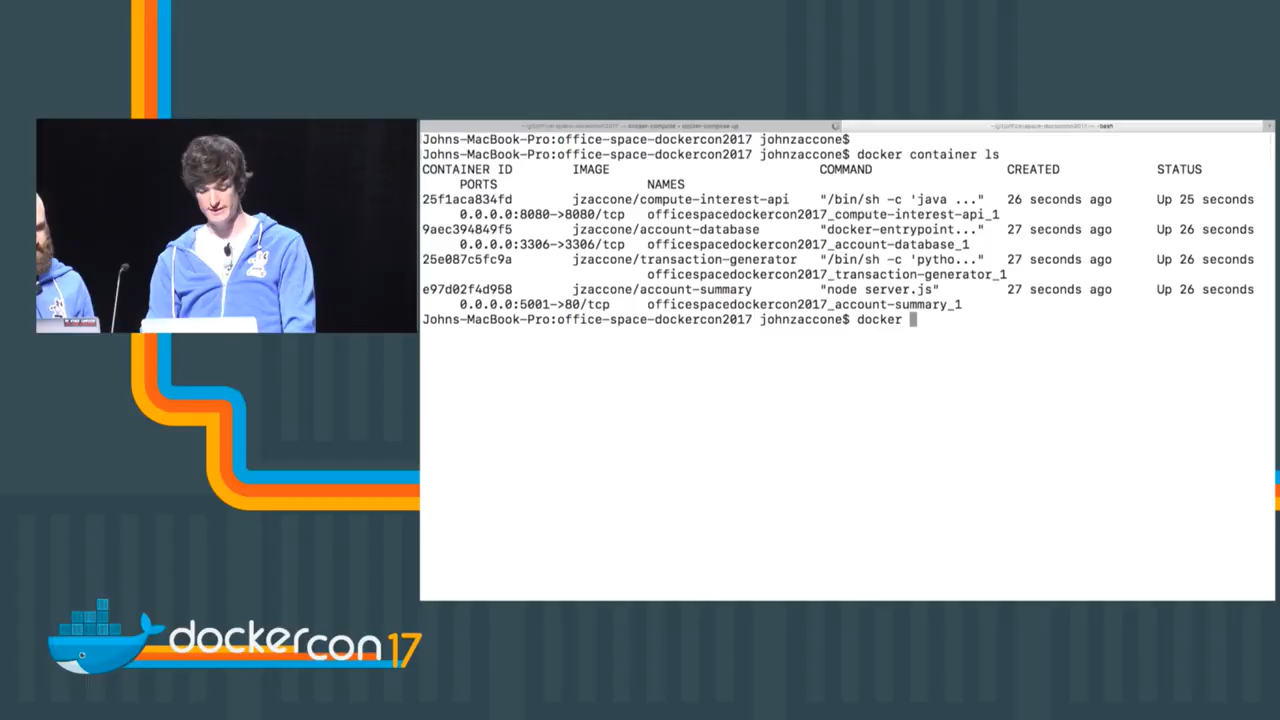 Johns-MacBook-Pro:office-space-dockercon2017 johnzaccone$
Johns-MacBook-Pro:office-space-dockercon2017 johnzaccone$ docker container ls
CONTAINER ID IMAGE COMMAND CREATED STATUS
PORTS NAMES
25f1aca834fd jzaccone/compute-interest-api "/bin/sh -c 'java ..." 26 seconds ago Up 25 seconds
0.0.0.0:8080->8080/tcp officespacedockercon2017_compute-interest-api_1
9aec394849f5 jzaccone/account-database "docker-entrypoint..." 27 seconds ago Up 26 seconds
0.0.0.0:3306->3306/tcp officespacedockercon2017_account-database_1
25e087c5fc9a jzaccone/transaction-generator "/bin/sh -c 'pytho..." 27 seconds ago Up 26 seconds
officespacedockercon2017_transaction-generator_1
e97d02f4d958 jzaccone/account-summary "node server.js" 27 seconds ago Up 26 seconds
0.0.0.0:5001->80/tcp officespacedockercon2017_account-summary_1
Johns-MacBook-Pro:office-space-dockercon2017 johnzaccone$ docker
dockercon 17